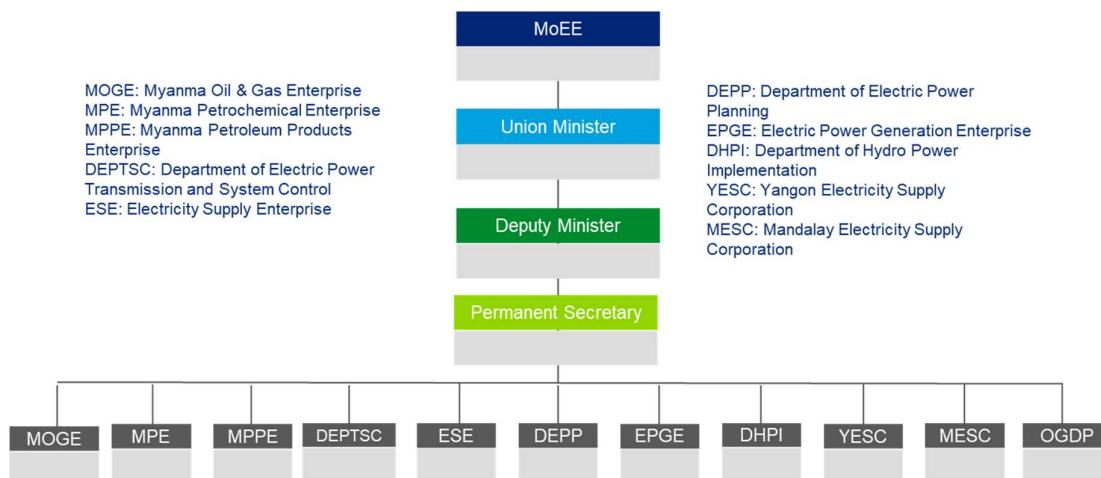 MoEE
MOGE: Myanma Oil & Gas Enterprise
MPE: Myanma Petrochemical Enterprise
MPPE: Myanma Petroleum Products
Enterprise
DEPTSC: Department of Electric Power
Transmission and System Control
ESE: Electricity Supply Enterprise
Union Minister
Deputy Minister
Permanent Secretary
DEPP: Department of Electric Power
Planning
EPGE: Electric Power Generation Enterprise
DHPI: Department of Hydro Power
Implementation
YESC: Yangon Electricity Supply
Corporation
MESC: Mandalay Electricity Supply
Corporation
MOGE
MPE
MPPE
DEPTSC
ESE
DEPP
EPGE
DHPI
YESC
MESC
OGDP